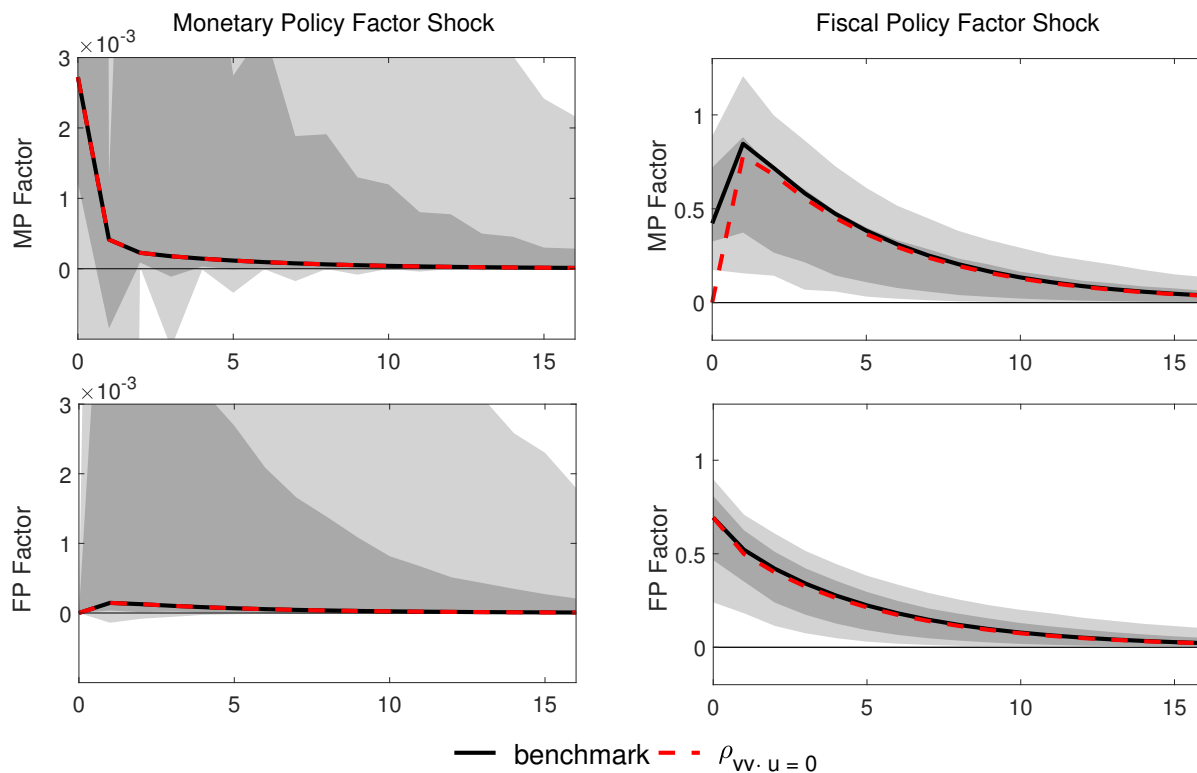 Monetary Policy Factor Shock
Fiscal Policy Factor Shock
×10⁻³
3
2
1
0
MP Factor
0 5 10 15
1
0.5
0
MP Factor
0 5 10 15
×10⁻³
3
2
1
0
FP Factor
0 5 10 15
1
0.5
0
FP Factor
0 5 10 15
benchmark
ρvv· u = 0